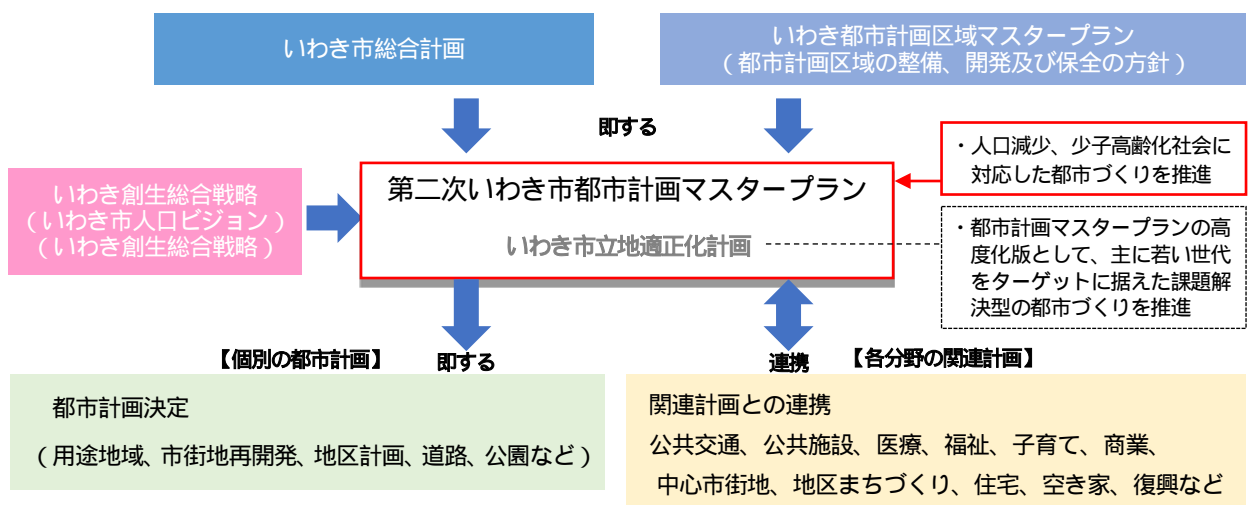 いわき市総合計画
いわき都市計画区域マスタープラン
(都市計画区域の整備、開発及び保全の方針)
即する
・人口減少、少子高齢化社会に
対応した都市づくりを推進
いわき創生総合戦略
(いわき市人口ビジョン)
(いわき創生総合戦略)
第二次いわき市都市計画マスタープラン
いわき市立地適正化計画
・都市計画マスタープランの高
度化版として、主に若い世代
をターゲットに据えた課題解
決型の都市づくりを推進
【個別の都市計画】
即する
連携
【各分野の関連計画】
都市計画決定
(用途地域、市街地再開発、地区計画、道路、公園など)
関連計画との連携
公共交通、公共施設、医療、福祉、子育て、商業、
中心市街地、地区まちづくり、住宅、空き家、復興など